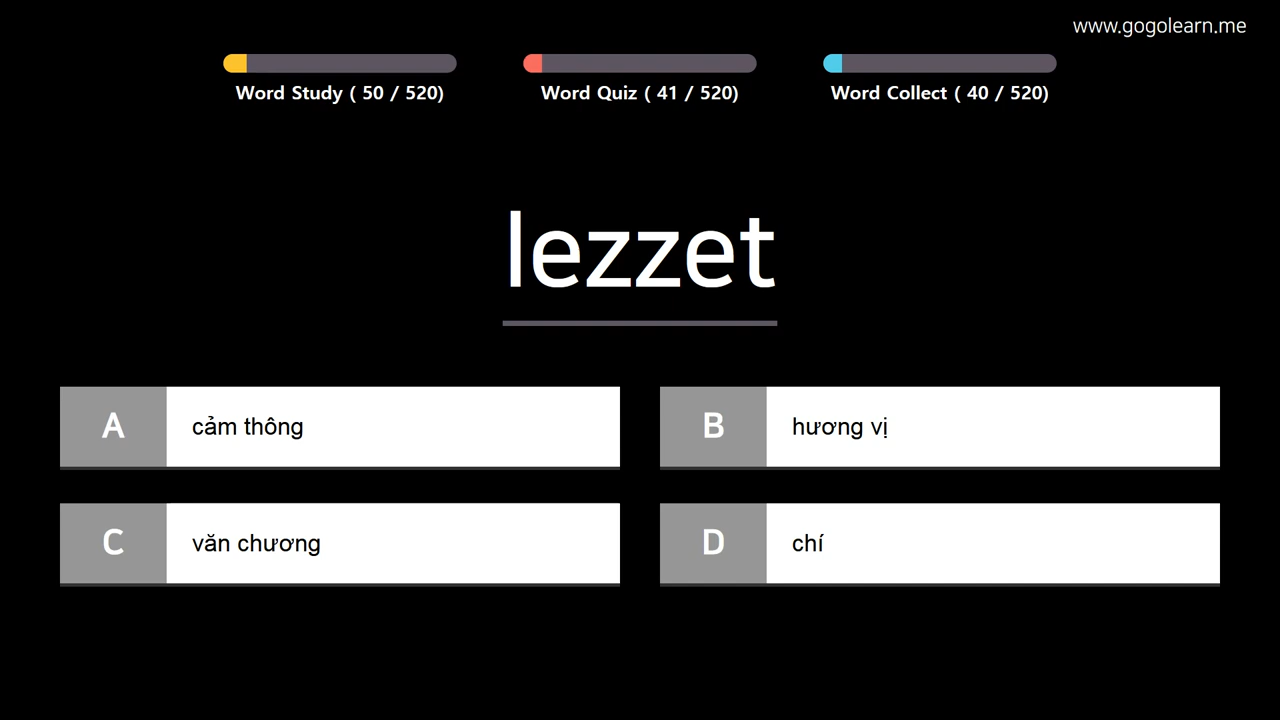 www.gogolearn.me
Word Study ( 50 / 520)
Word Quiz ( 41 / 520)
Word Collect ( 40 / 520)
lezzet
A cảm thông
B hương vị
C văn chương
D chí